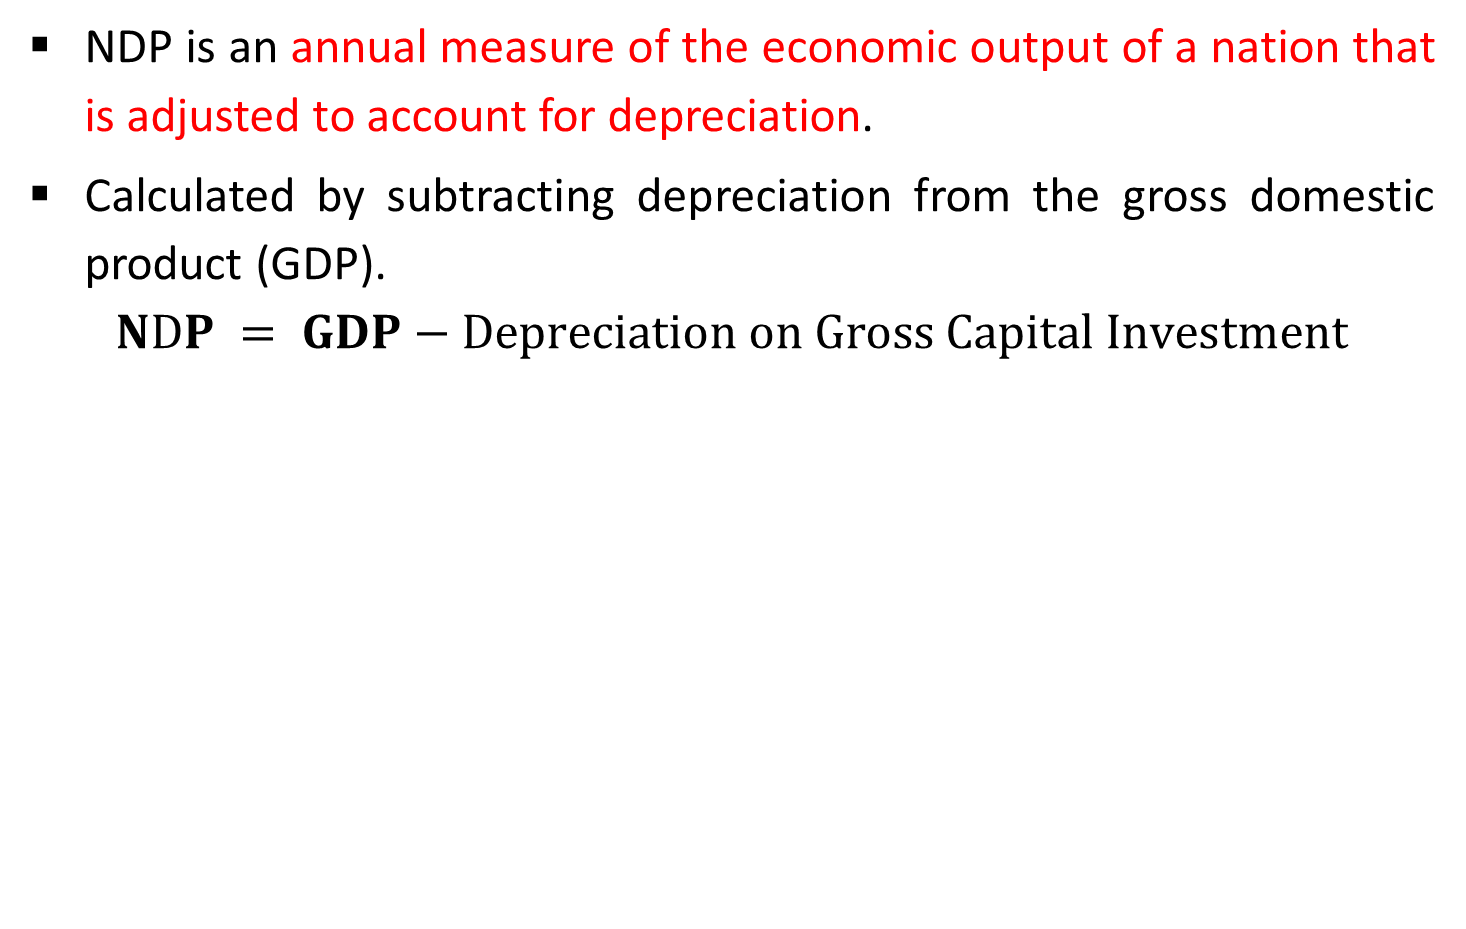 ▪ NDP is an annual measure of the economic output of a nation that
is adjusted to account for depreciation.
▪ Calculated by subtracting depreciation from the gross domestic
product (GDP).
NDP = GDP − Depreciation on Gross Capital Investment